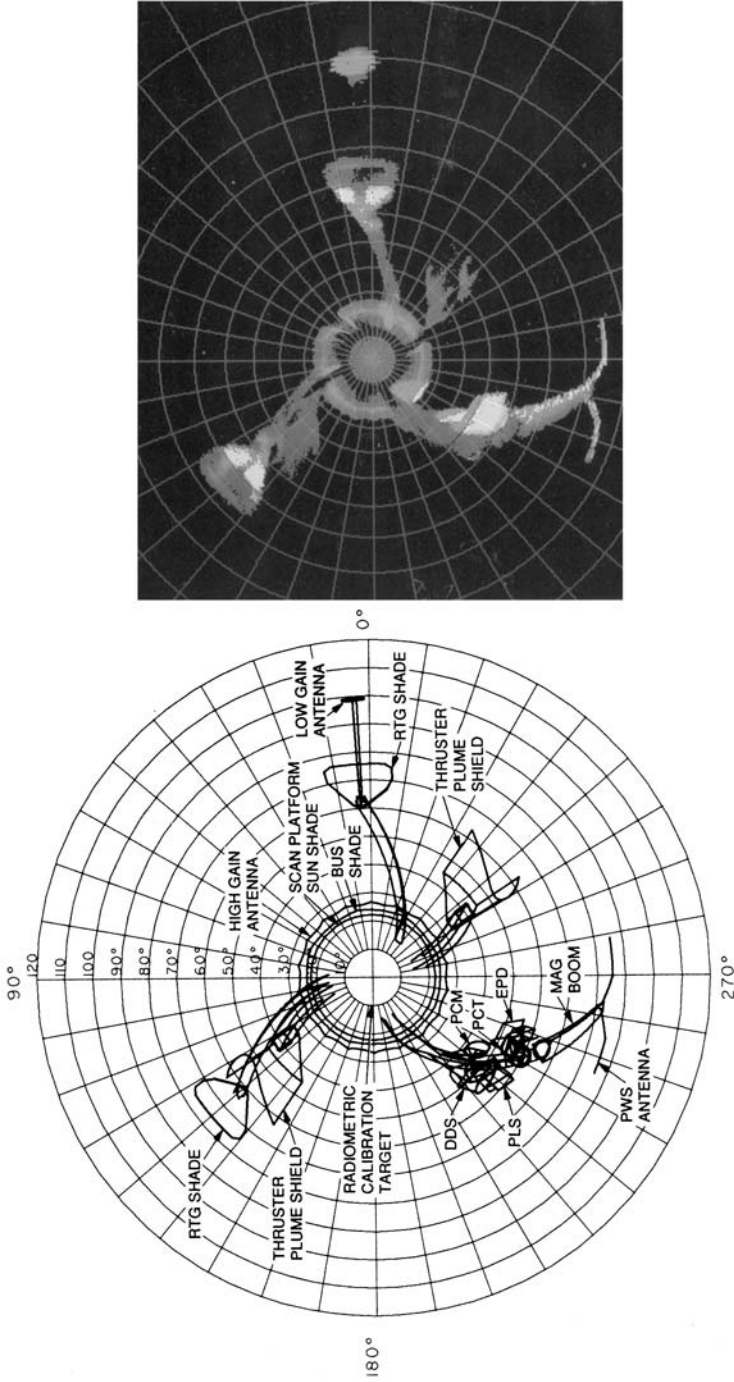 90°
120
110
100
90°
80°
70°
60°
50°
40°
30°
10°
0°
180°
270°
HIGH GAIN
ANTENNA
SCAN PLATFORM
SUN SHADE
BUS
SHADE
LOW GAIN
ANTENNA
RTG SHADE
THRUSTER
PLUME
SHIELD
RTG SHADE
THRUSTER
PLUME SHIELD
RADIOMETRIC
CALIBRATION
TARGET
PCM
PCT
EPD
DDS
PLS
MAG
BOOM
PWS
ANTENNA